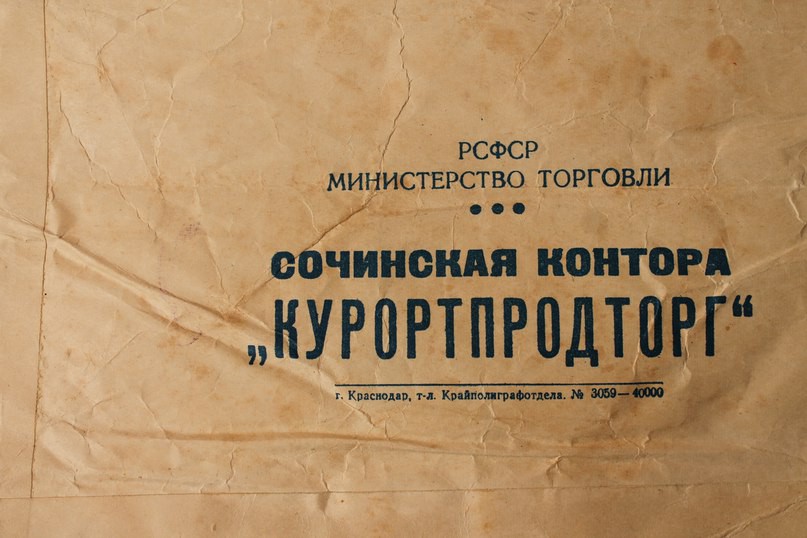 РСФСР
МИНИСТЕРСТВО ТОРГОВЛИ
●●●
СОЧИНСКАЯ КОНТОРА
„КУРОРТПРОДТОРГ“
г. Краснодар, т-л. Крайполиграфотдела. № 3059—40000